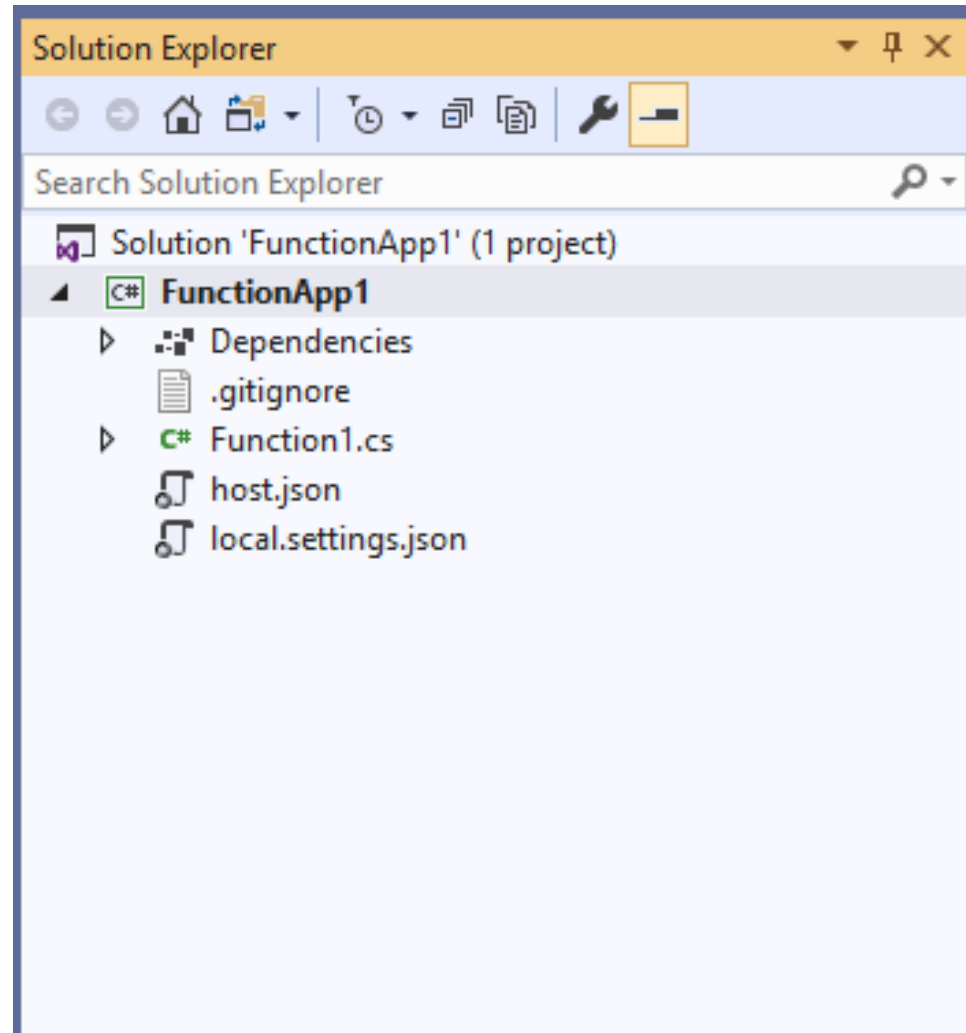 Solution Explorer
Search Solution Explorer
Solution 'FunctionApp1' (1 project)
C# FunctionApp1
Dependencies
.gitignore
C# Function1.cs
host.json
local.settings.json